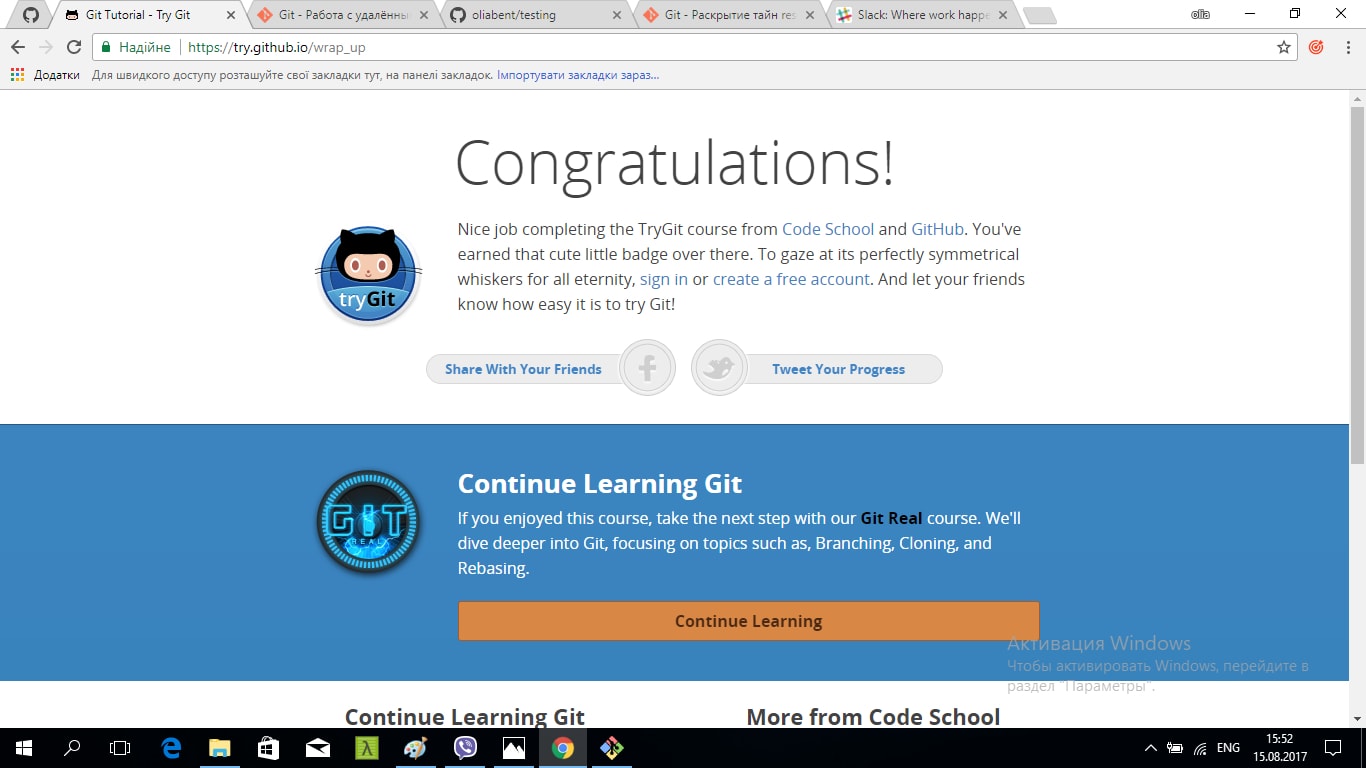 Git Tutorial - Try Git
Git - Работа с удалённым
oliabent/testing
Git - Раскрытие тайн res
Slack: Where work happe
olia
Надійне
https://try.github.io/wrap_up
Додатки
Для швидкого доступу розташуйте свої закладки тут, на панелі закладок. Імпортувати закладки зараз...
Congratulations!
Nice job completing the TryGit course from Code School and GitHub. You've
earned that cute little badge over there. To gaze at its perfectly symmetrical
whiskers for all eternity, sign in or create a free account. And let your friends
know how easy it is to try Git!
tryGit
Share With Your Friends
Tweet Your Progress
Continue Learning Git
If you enjoyed this course, take the next step with our Git Real course. We'll
dive deeper into Git, focusing on topics such as, Branching, Cloning, and
Rebasing.
GIT
REAL
Continue Learning
Активация Windows
Чтобы активировать Windows, перейдите в
раздел "Параметры".
Continue Learning Git
More from Code School
ENG
15:52
15.08.2017